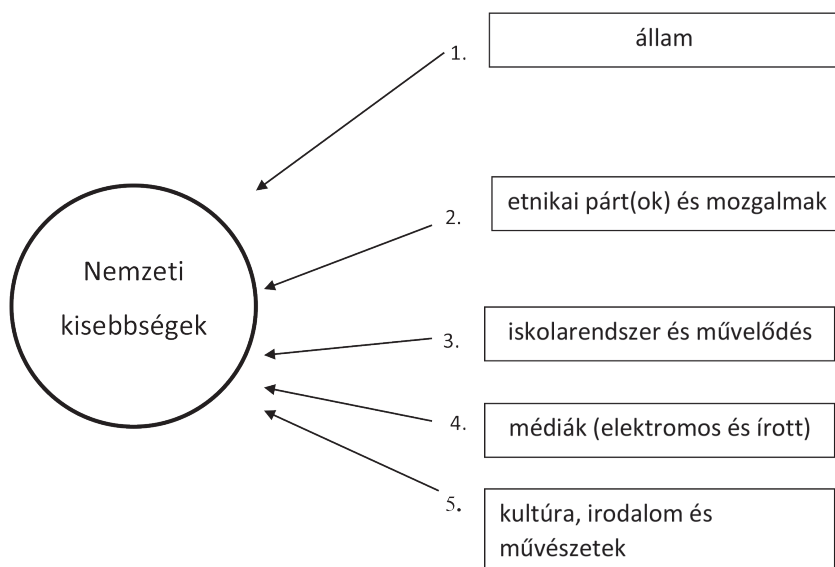 1.
állam
2.
etnikai párt(ok) és mozgalmak
Nemzeti
kisebbségek
3.
iskolarendszer és művelődés
4.
médiák (elektromos és írott)
5.
kultúra, irodalom és
művészetek